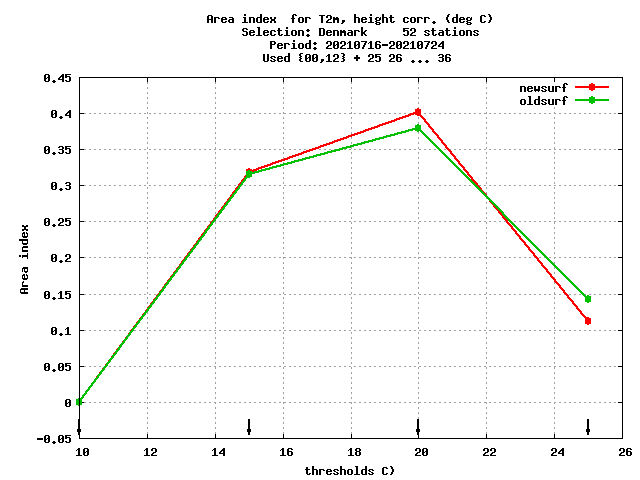 Area index  for T2m, height corr. (deg C)
Selection: Denmark     52 stations
Period: 20210716-20210724
Used {00,12} + 25 26 ... 36
0.45
newsurf
oldsurf
0.4
0.35
0.3
0.25
0.2
0.15
0.1
0.05
0
-0.05
Area index
10 12 14 16 18 20 22 24 26
thresholds C)